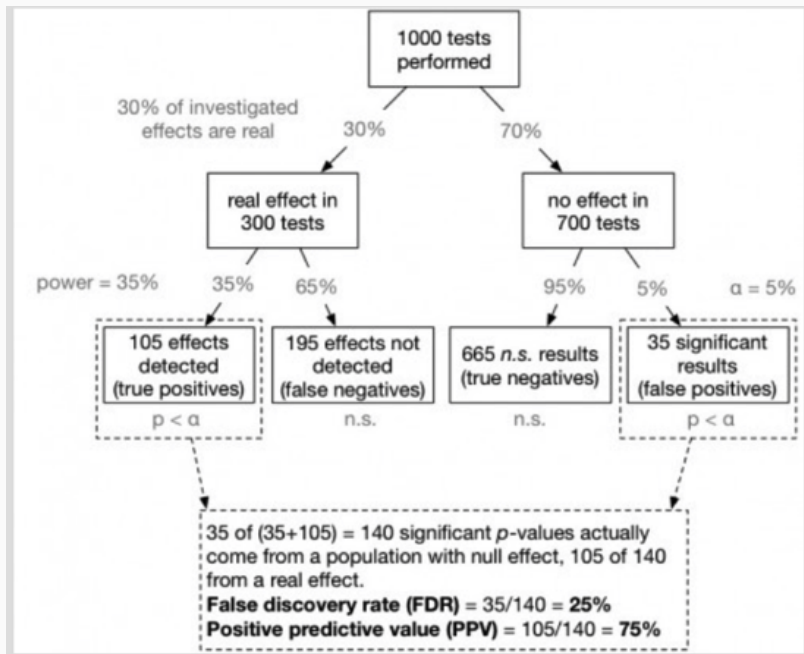 1000 tests
performed
30% of investigated
effects are real
30%
70%
real effect in
300 tests
no effect in
700 tests
power = 35%
35%
65%
95%
5%
α = 5%
105 effects
detected
(true positives)
195 effects not
detected
(false negatives)
665 n.s. results
(true negatives)
35 significant
results
(false positives)
p < α
n.s.
n.s.
p < α
35 of (35+105) = 140 significant p-values actually
come from a population with null effect, 105 of 140
from a real effect.
False discovery rate (FDR) = 35/140 = 25%
Positive predictive value (PPV) = 105/140 = 75%